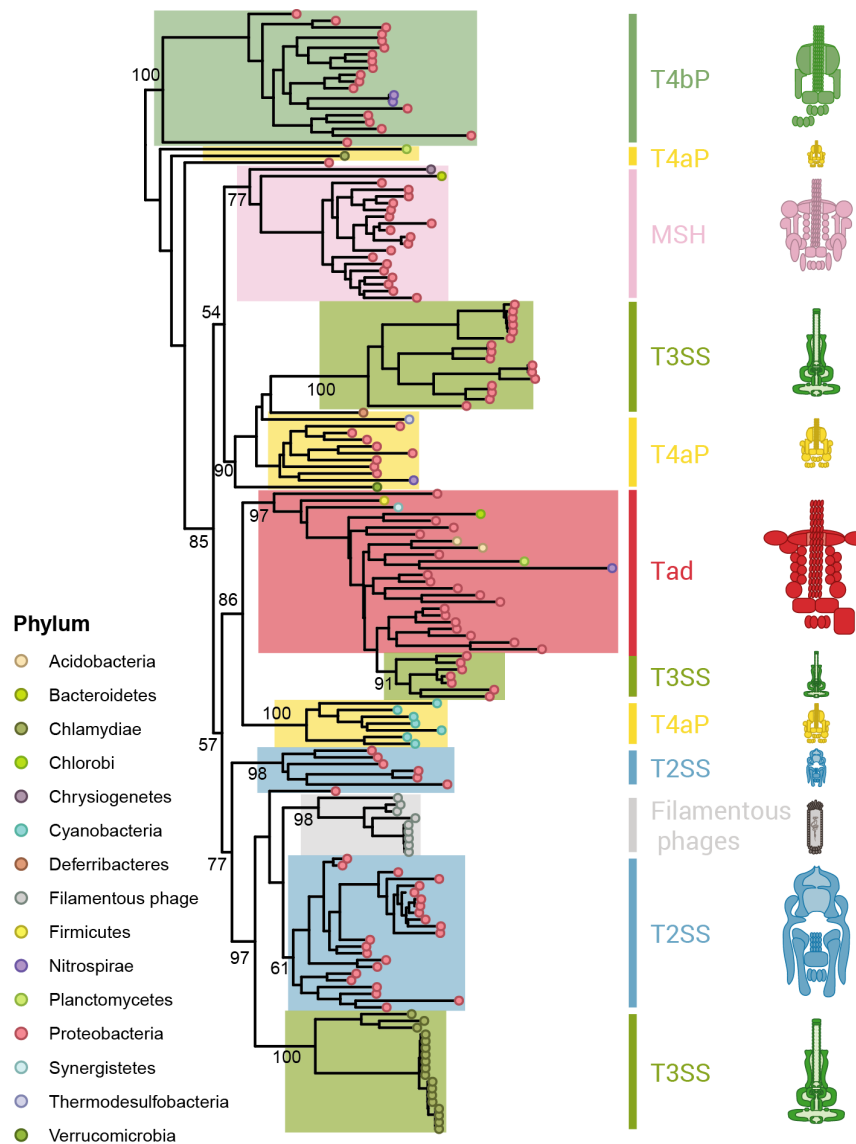 100
T4bP
T4aP
77
MSH
54
T3SS
100
T4aP
90
97
85
Tad
86
Phylum
Acidobacteria
T3SS
91
Bacteroidetes
100
T4aP
Chlamydiae
57
Chlorobi
98
T2SS
Chrysiogenetes
Filamentous
phages
98
Cyanobacteria
77
Deferribacteres
Filamentous phage
Firmicutes
T2SS
97
61
Nitrospirae
Planctomycetes
Proteobacteria
100
Synergistetes
T3SS
Thermodesulfobacteria
Verrucomicrobia